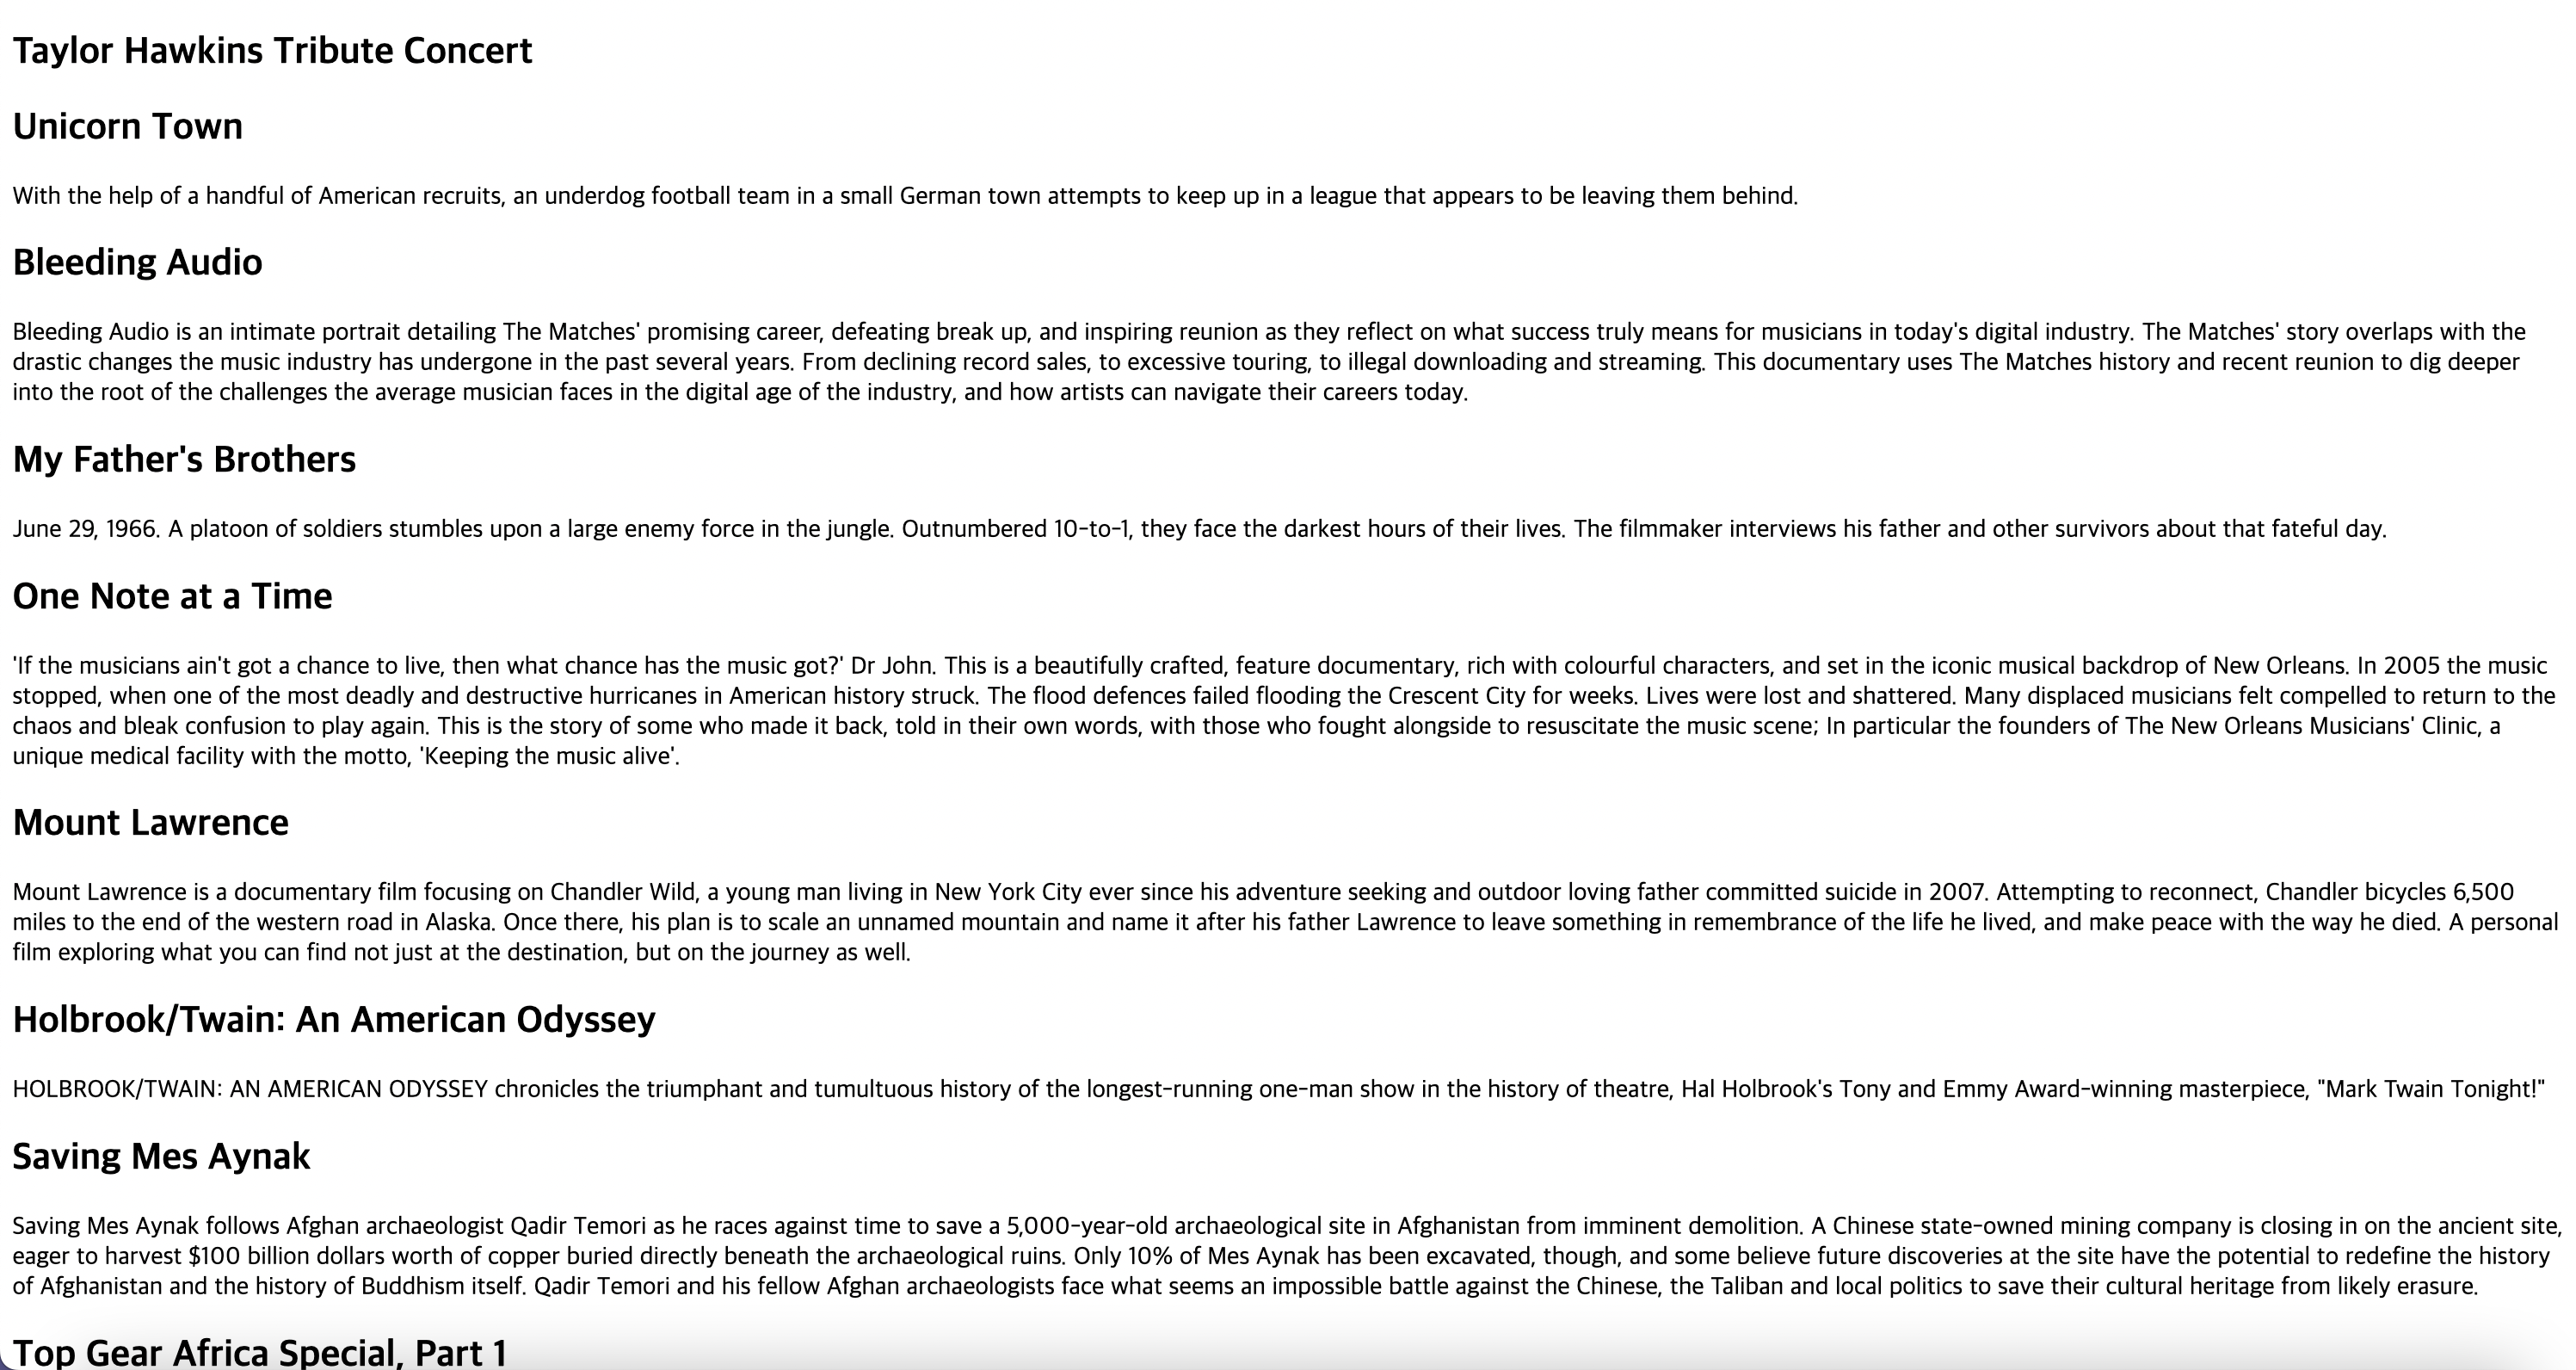 Taylor Hawkins Tribute Concert
Unicorn Town
With the help of a handful of American recruits, an underdog football team in a small German town attempts to keep up in a league that appears to be leaving them behind.
Bleeding Audio
Bleeding Audio is an intimate portrait detailing The Matches' promising career, defeating break up, and inspiring reunion as they reflect on what success truly means for musicians in today's digital industry. The Matches' story overlaps with the
drastic changes the music industry has undergone in the past several years. From declining record sales, to excessive touring, to illegal downloading and streaming. This documentary uses The Matches history and recent reunion to dig deeper
into the root of the challenges the average musician faces in the digital age of the industry, and how artists can navigate their careers today.
My Father's Brothers
June 29, 1966. A platoon of soldiers stumbles upon a large enemy force in the jungle. Outnumbered 10-to-1, they face the darkest hours of their lives. The filmmaker interviews his father and other survivors about that fateful day.
One Note at a Time
'If the musicians ain't got a chance to live, then what chance has the music got?' Dr John. This is a beautifully crafted, feature documentary, rich with colourful characters, and set in the iconic musical backdrop of New Orleans. In 2005 the music
stopped, when one of the most deadly and destructive hurricanes in American history struck. The flood defences failed flooding the Crescent City for weeks. Lives were lost and shattered. Many displaced musicians felt compelled to return to the
chaos and bleak confusion to play again. This is the story of some who made it back, told in their own words, with those who fought alongside to resuscitate the music scene; In particular the founders of The New Orleans Musicians' Clinic, a
unique medical facility with the motto, 'Keeping the music alive'.
Mount Lawrence
Mount Lawrence is a documentary film focusing on Chandler Wild, a young man living in New York City ever since his adventure seeking and outdoor loving father committed suicide in 2007. Attempting to reconnect, Chandler bicycles 6,500
miles to the end of the western road in Alaska. Once there, his plan is to scale an unnamed mountain and name it after his father Lawrence to leave something in remembrance of the life he lived, and make peace with the way he died. A personal
film exploring what you can find not just at the destination, but on the journey as well.
Holbrook/Twain: An American Odyssey
HOLBROOK/TWAIN: AN AMERICAN ODYSSEY chronicles the triumphant and tumultuous history of the longest-running one-man show in the history of theatre, Hal Holbrook's Tony and Emmy Award-winning masterpiece, "Mark Twain Tonight!"
Saving Mes Aynak
Saving Mes Aynak follows Afghan archaeologist Qadir Temori as he races against time to save a 5,000-year-old archaeological site in Afghanistan from imminent demolition. A Chinese state-owned mining company is closing in on the ancient site,
eager to harvest $100 billion dollars worth of copper buried directly beneath the archaeological ruins. Only 10% of Mes Aynak has been excavated, though, and some believe future discoveries at the site have the potential to redefine the history
of Afghanistan and the history of Buddhism itself. Qadir Temori and his fellow Afghan archaeologists face what seems an impossible battle against the Chinese, the Taliban and local politics to save their cultural heritage from likely erasure.
Top Gear Africa Special, Part 1